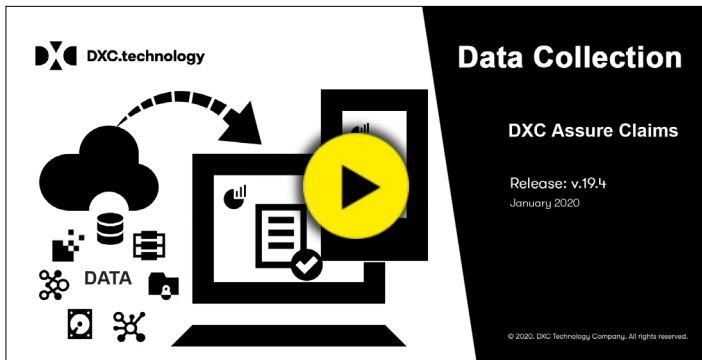 DXC.technology
DATA
Data Collection
DXC Assure Claims
Release: v.19.4
January 2020
© 2020. DXC Technology Company. All rights reserved.